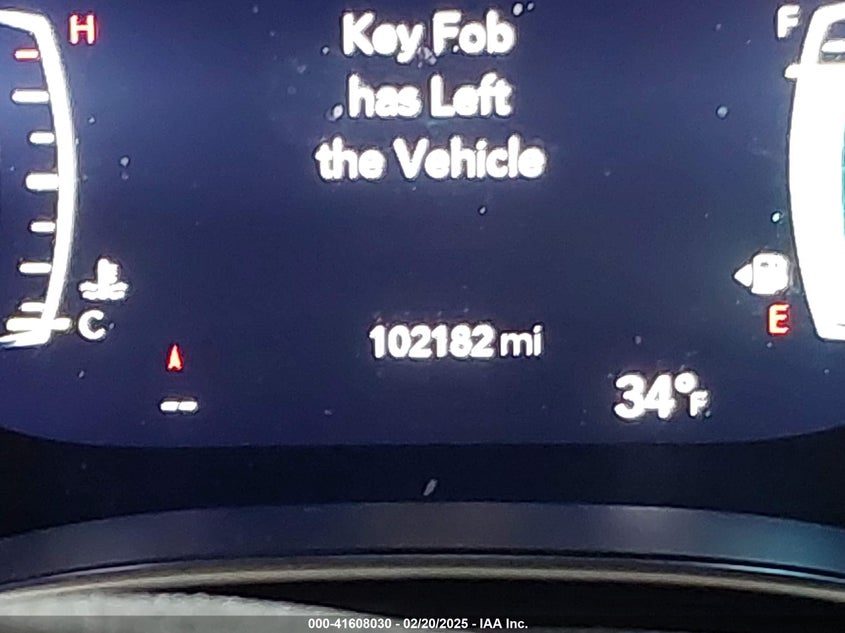 H
F
Key Fob
has Left
the Vehicle
C
E
102182 mi
--
34°F
000-41608030 - 02/20/2025 - IAA Inc.